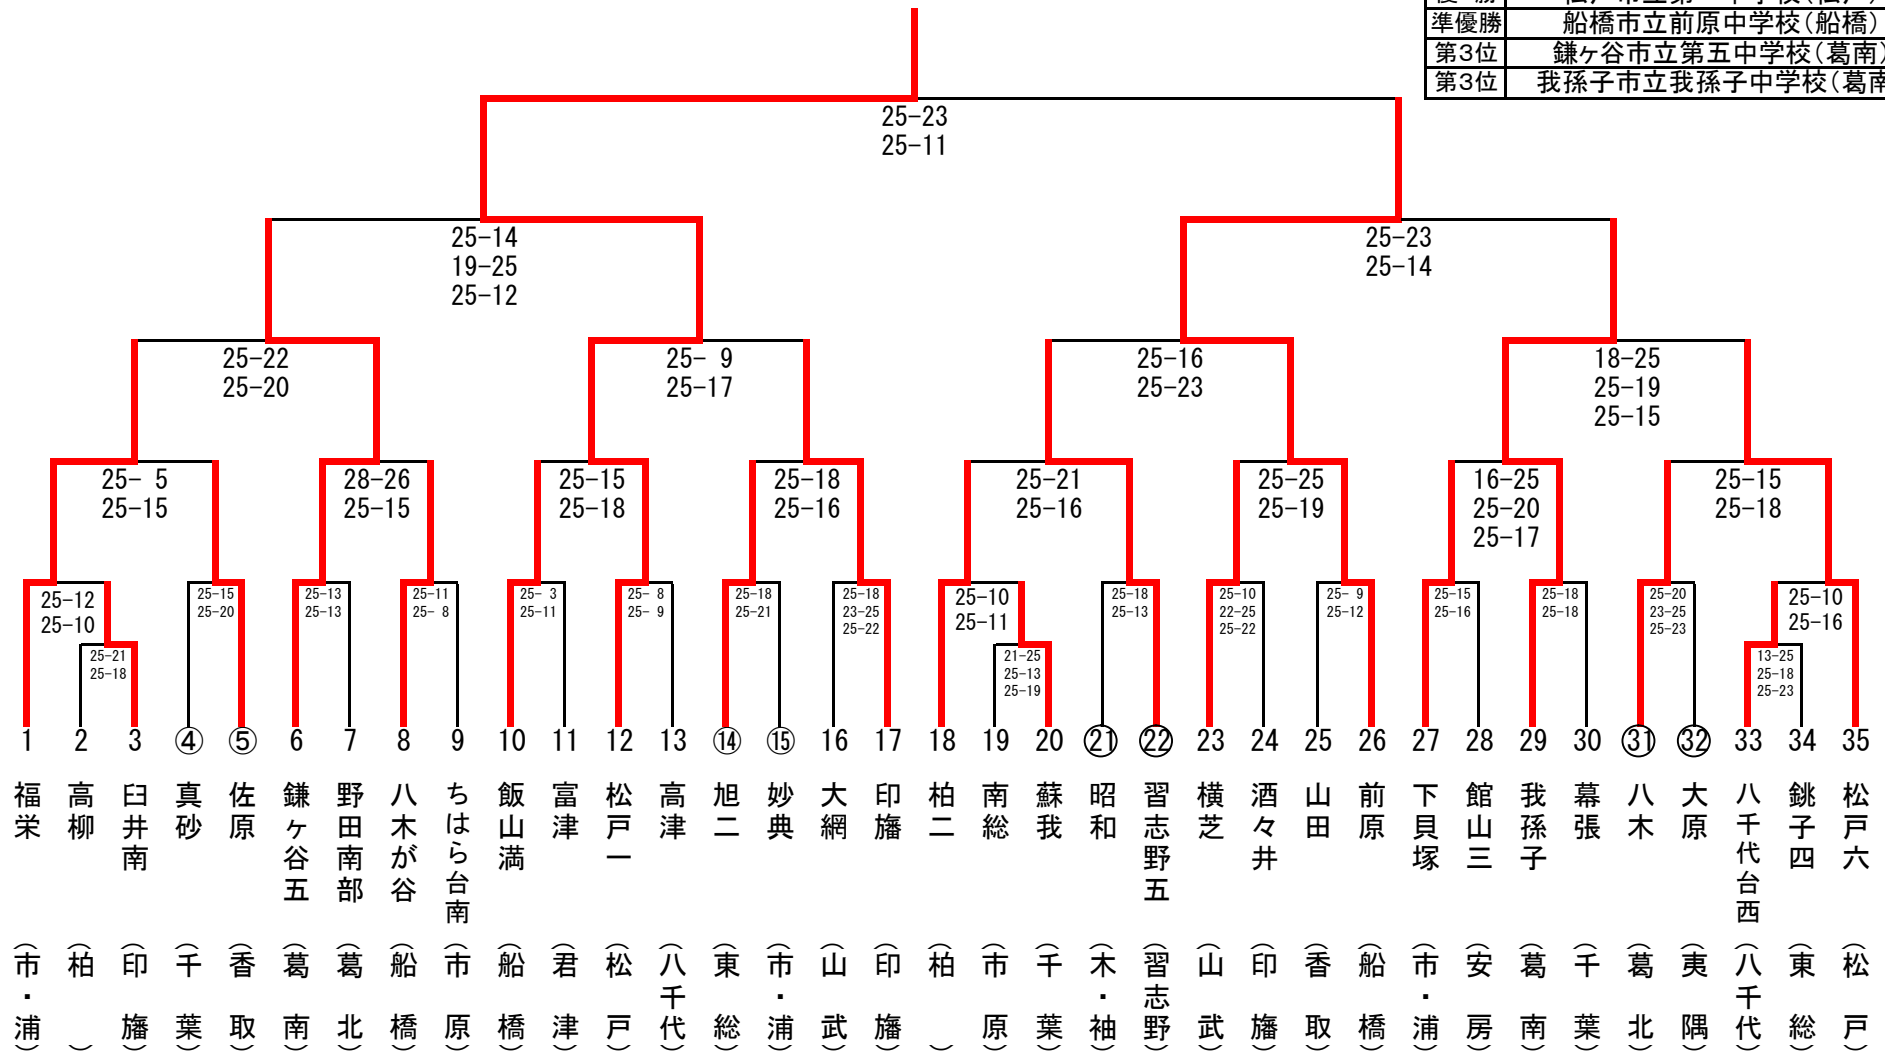 準優勝 船橋市立前原中学校(船橋)
第3位 鎌ヶ谷市立第五中学校(葛南)
第3位 我孫子市立我孫子中学校(葛南
25-23
25-11
25-14
19-25
25-12
25-23
25-14
25-22
25-20
25- 9
25-17
25-16
25-23
18-25
25-19
25-15
25- 5
25-15
28-26
25-15
25-15
25-18
25-18
25-16
25-21
25-16
25-25
25-19
16-25
25-20
25-17
25-15
25-18
25-12
25-10
25-15
25-20
25-13
25-13
25-11
25- 8
25- 3
25-11
25- 8
25- 9
25-18
25-21
25-18
23-25
25-22
25-10
25-11
25-18
25-13
25-10
22-25
25-22
25- 9
25-12
25-15
25-16
25-18
25-18
25-20
23-25
25-23
25-10
25-16
25-21
25-18
21-25
25-13
25-19
13-25
25-18
25-23
1 福栄 (市・浦)
2 高柳 (柏)
3 臼井南 (印旛)
④ 真砂 (千葉)
⑤ 佐原 (香取)
6 鎌ヶ谷五 (葛南)
7 野田南部 (葛北)
8 八木が谷 (船橋)
9 ちはら台南 (市原)
10 飯山満 (船橋)
11 富津 (君津)
12 松戸一 (松戸)
13 高津 (八千代)
⑭ 旭二 (東総)
⑮ 妙典 (市・浦)
16 大網 (山武)
17 印旛 (印旛)
18 柏二 (柏)
19 南総 (市原)
20 蘇我 (千葉)
㉑ 昭和 (木・袖)
㉒ 習志野五 (習志野)
23 横芝 (山武)
24 酒々井 (印旛)
25 山田 (香取)
26 前原 (船橋)
27 下貝塚 (市・浦)
28 館山三 (安房)
29 我孫子 (葛南)
30 幕張 (千葉)
㉛ 八木 (葛北)
㉜ 大原 (夷隅)
33 八千代台西 (八千代)
34 銚子四 (東総)
35 松戸六 (松戸)